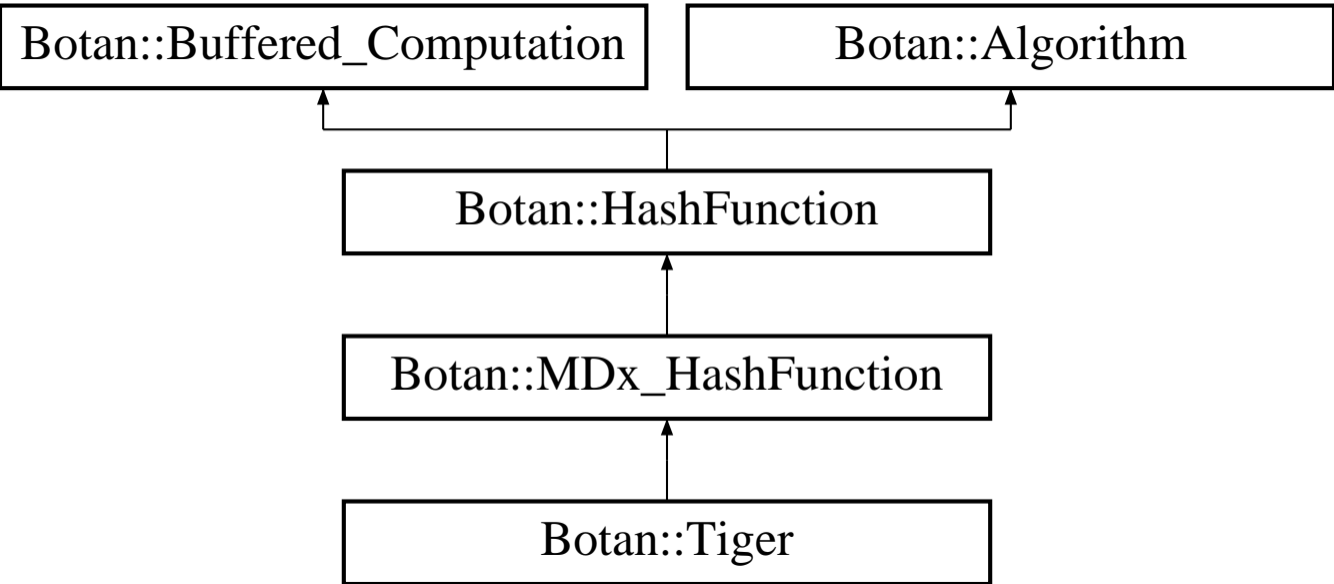 Botan::Buffered_Computation
Botan::Algorithm
Botan::HashFunction
Botan::MDx_HashFunction
Botan::Tiger